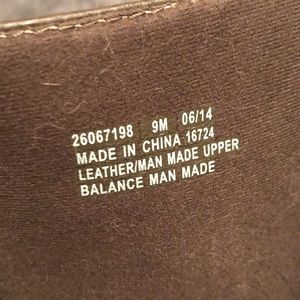 26067198 9M 06/14
MADE IN CHINA 16724
LEATHER/MAN MADE UPPER
BALANCE MAN MADE